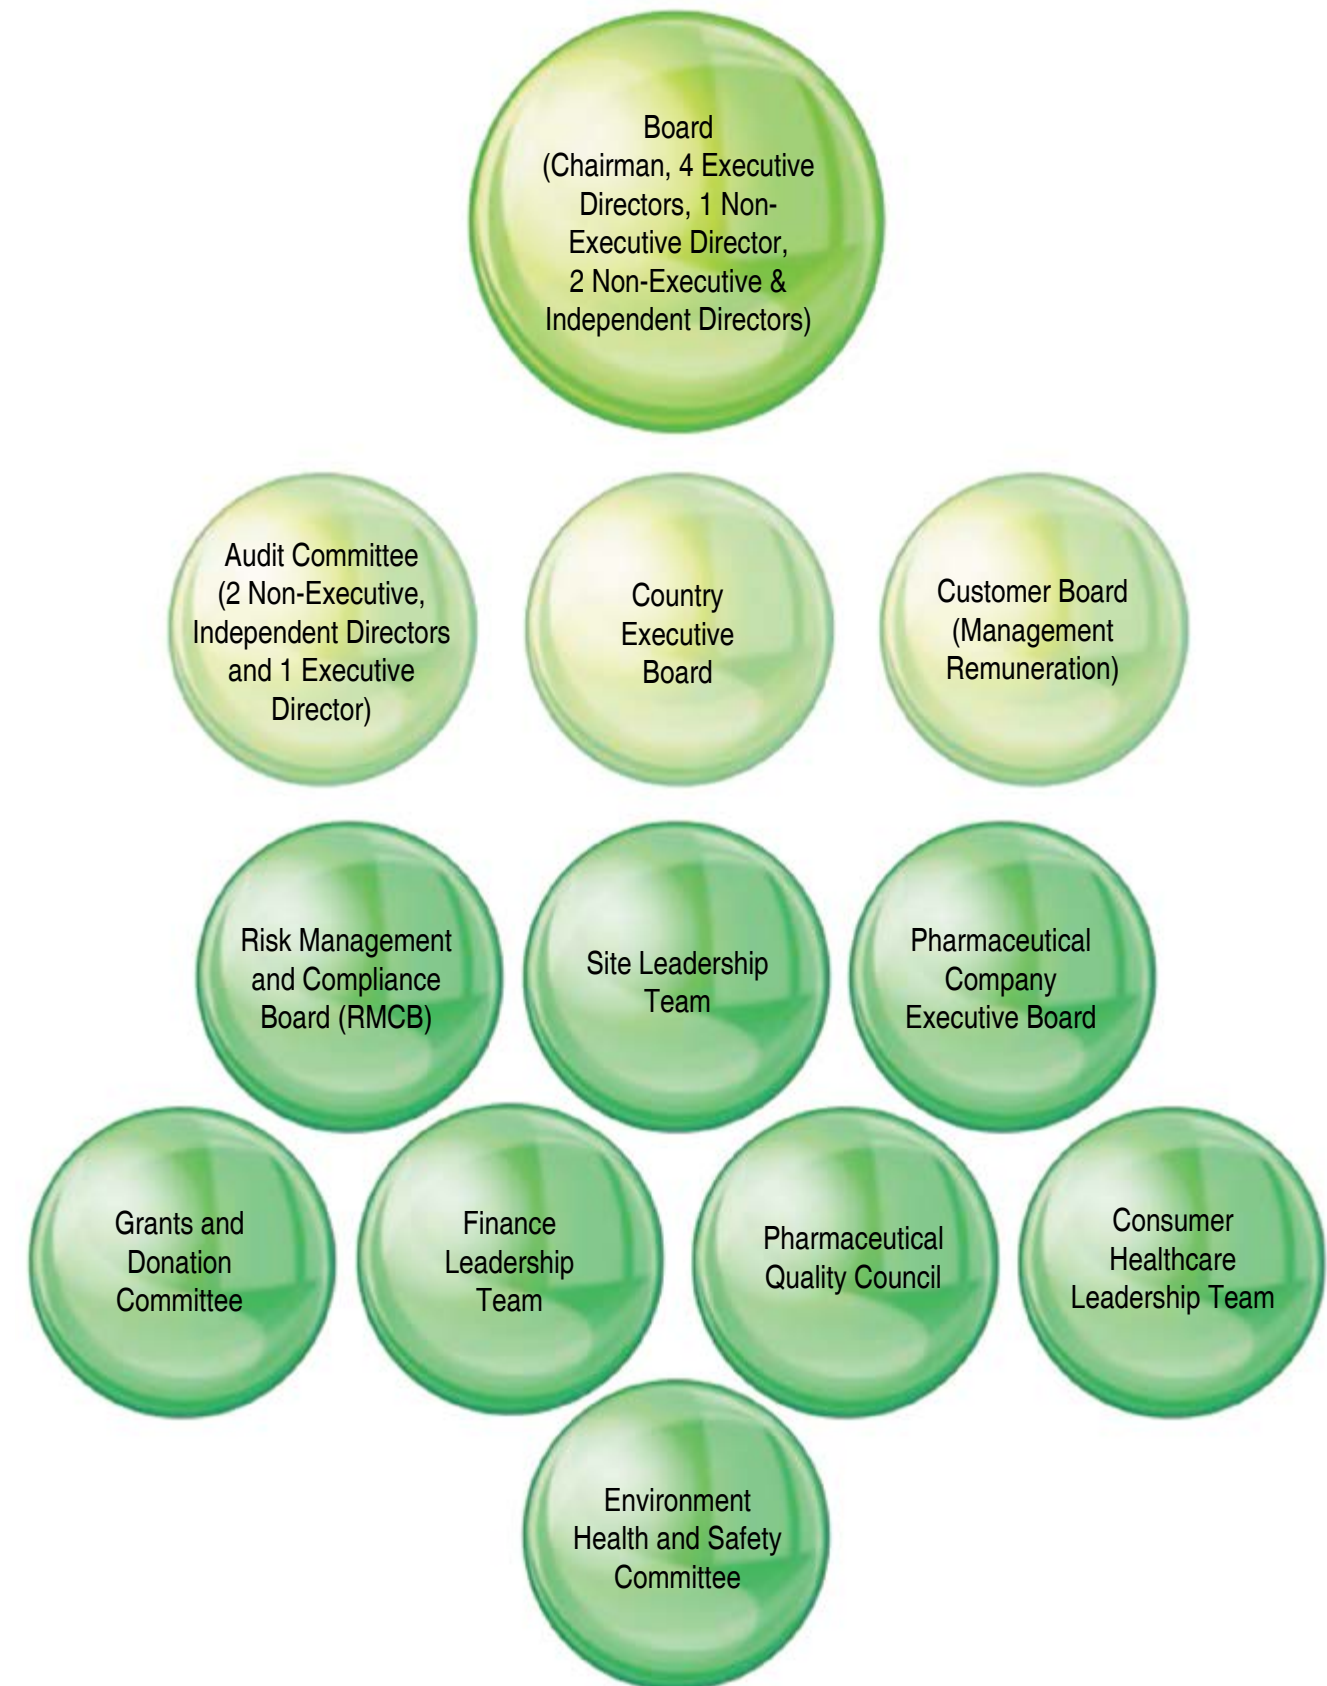 Board
(Chairman, 4 Executive
Directors, 1 Non-
Executive Director,
2 Non-Executive &
Independent Directors)
Audit Committee
(2 Non-Executive,
Independent Directors
and 1 Executive
Director)
Country
Executive
Board
Customer Board
(Management
Remuneration)
Risk Management
and Compliance
Board (RMCB)
Site Leadership
Team
Pharmaceutical
Company
Executive Board
Grants and
Donation
Committee
Finance
Leadership
Team
Pharmaceutical
Quality Council
Consumer
Healthcare
Leadership Team
Environment
Health and Safety
Committee